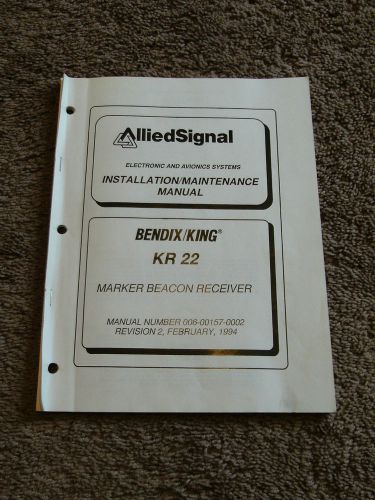 AlliedSignal
ELECTRONIC AND AVIONICS SYSTEMS
INSTALLATION/MAINTENANCE
MANUAL
BENDIX/KING®
KR 22
MARKER BEACON RECEIVER
MANUAL NUMBER 006-00157-0002
REVISION 2, FEBRUARY, 1994